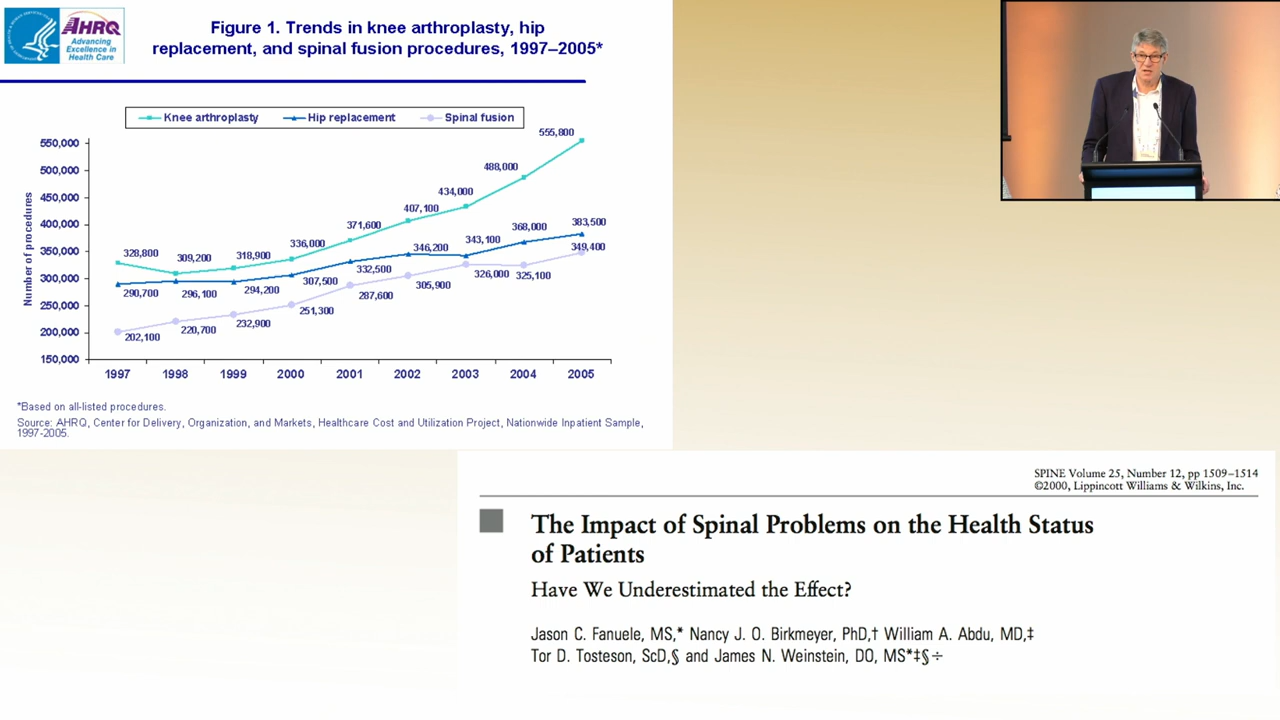 AHRQ
Advancing
Excellence in
Health Care
Figure 1. Trends in knee arthroplasty, hip
replacement, and spinal fusion procedures, 1997–2005*
Knee arthroplasty Hip replacement Spinal fusion
Number of procedures
550,000
500,000
450,000
400,000
350,000
300,000
250,000
200,000
150,000
328,800 309,200 318,900 336,000 371,600 407,100 434,000 488,000 555,800
290,700 296,100 294,200 307,500 332,500 346,200 343,100 368,000 383,500
202,100 220,700 232,900 251,300 287,600 305,900 326,000 325,100 349,400
1997 1998 1999 2000 2001 2002 2003 2004 2005
*Based on all-listed procedures.
Source: AHRQ, Center for Delivery, Organization, and Markets, Healthcare Cost and Utilization Project, Nationwide Inpatient Sample,
1997-2005.
SPINE Volume 25, Number 12, pp 1509–1514
©2000, Lippincott Williams & Wilkins, Inc.
The Impact of Spinal Problems on the Health Status
of Patients
Have We Underestimated the Effect?
Jason C. Fanuele, MS,* Nancy J. O. Birkmeyer, PhD,† William A. Abdu, MD,‡
Tor D. Tosteson, ScD,§ and James N. Weinstein, DO, MS*‡§÷